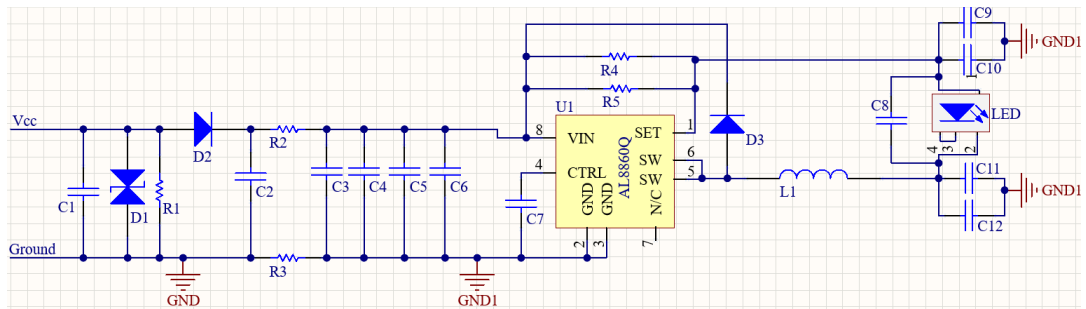 C9
GND1
C10
1
R4
R5
U1
C8
LED
Vcc
8
VIN
SET
1
D3
4
3
2
D2
R2
AL8860Q
SW
6
4
CTRL
SW
5
C11
GND1
C1
D1
R1
C2
C3
C4
C5
C6
C7
GND
GND
N/C
L1
C12
Ground
2
3
7
R3
GND
GND1